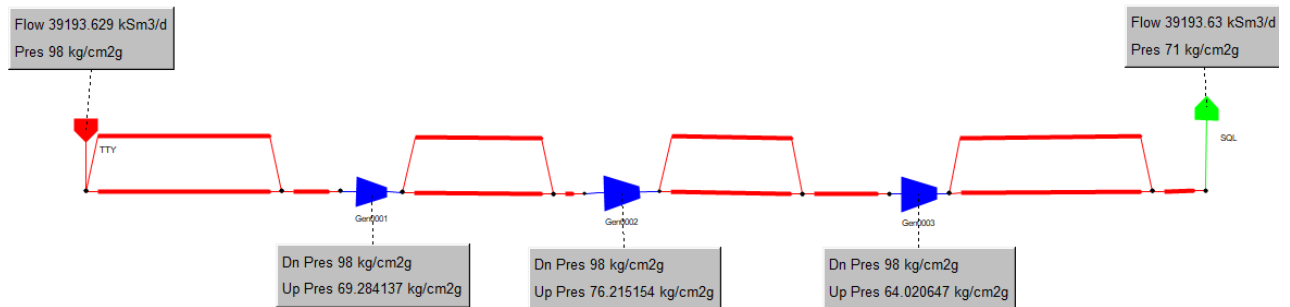 Flow 39193.629 kSm3/d
Pres 98 kg/cm2g
Flow 39193.63 kSm3/d
Pres 71 kg/cm2g
TTY
SQL
Gen0001
Gen0002
Gen0003
Dn Pres 98 kg/cm2g
Up Pres 69.284137 kg/cm2g
Dn Pres 98 kg/cm2g
Up Pres 76.215154 kg/cm2g
Dn Pres 98 kg/cm2g
Up Pres 64.020647 kg/cm2g